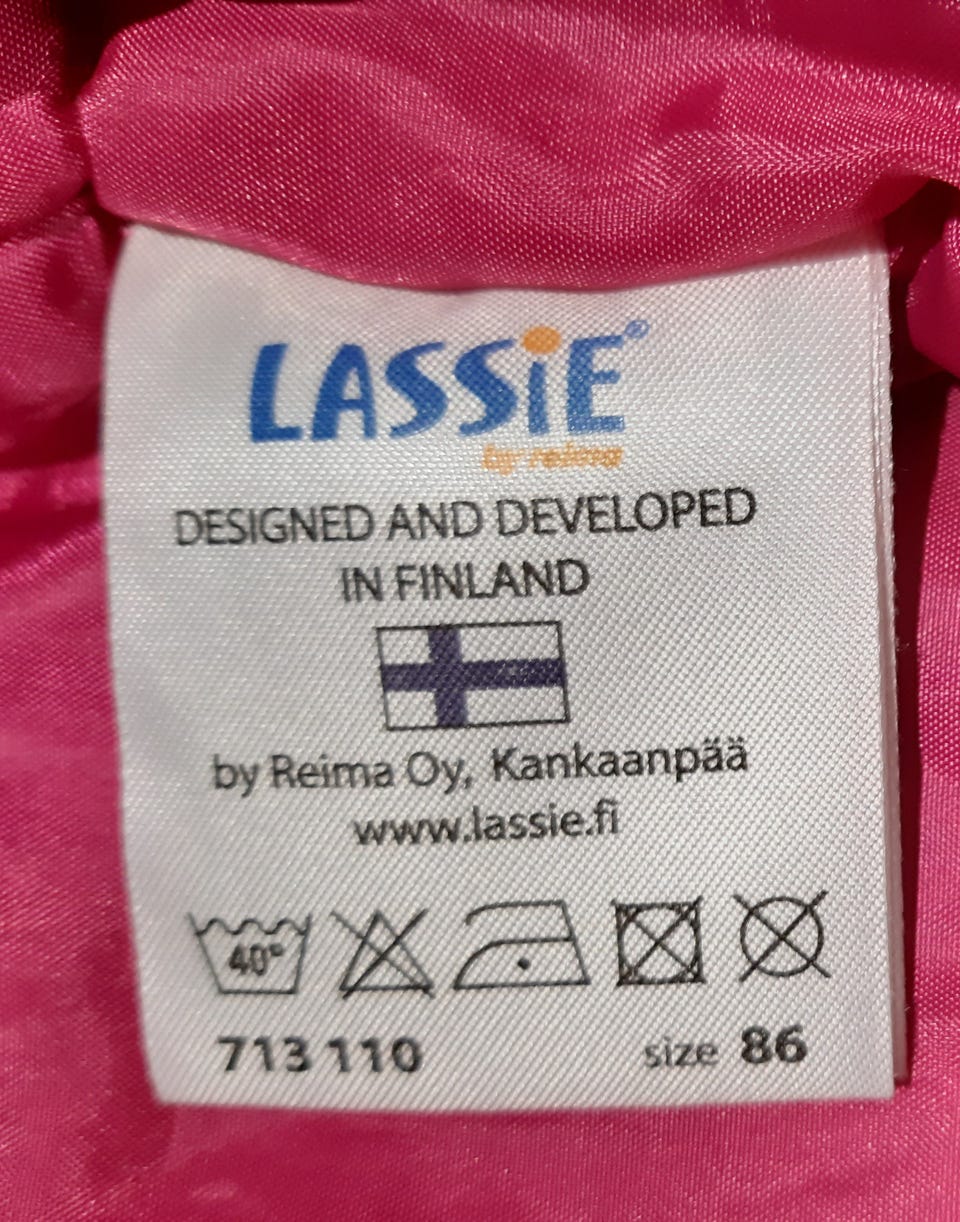 LASSiE®
by reima
DESIGNED AND DEVELOPED
IN FINLAND
by Reima Oy, Kankaanpää
www.lassie.fi
40°
713 110 size 86